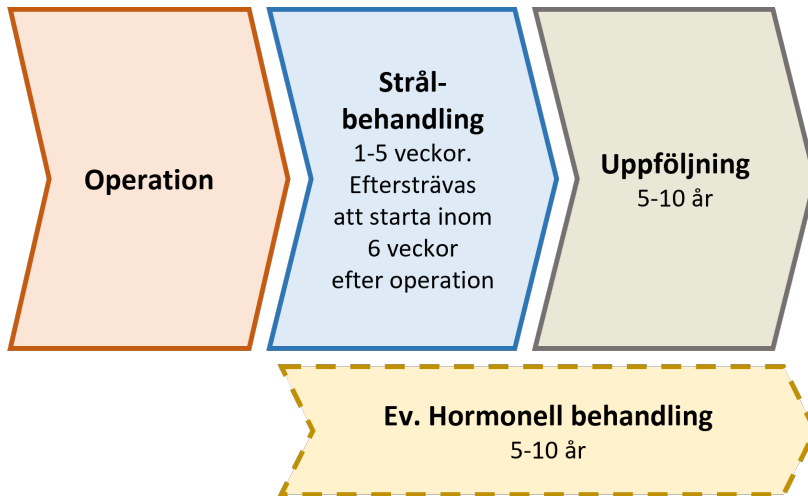 Operation
Strål-
behandling
1-5 veckor.
Eftersträvas
att starta inom
6 veckor
efter operation
Uppföljning
5-10 år
Ev. Hormonell behandling
5-10 år